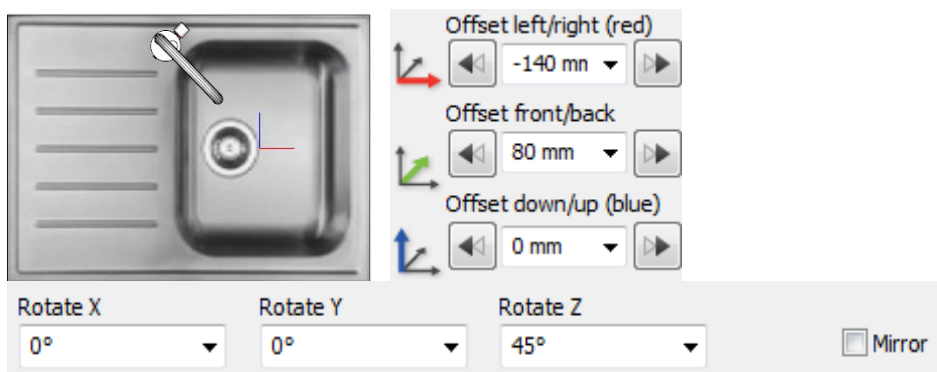 Offset left/right (red)
-140 mm
Offset front/back
80 mm
Offset down/up (blue)
0 mm
Rotate X
Rotate Y
Rotate Z
0°
0°
45°
Mirror